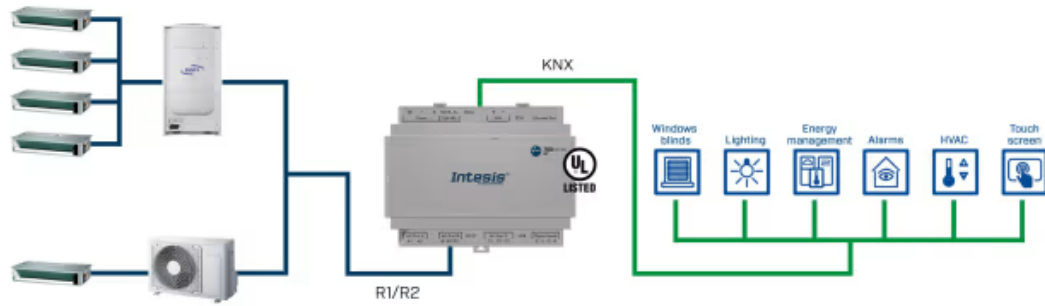 KNX
Windows
blinds
Lighting
Energy
management
Alarms
HVAC
Touch
screen
Intesis
UL
LISTED
R1/R2